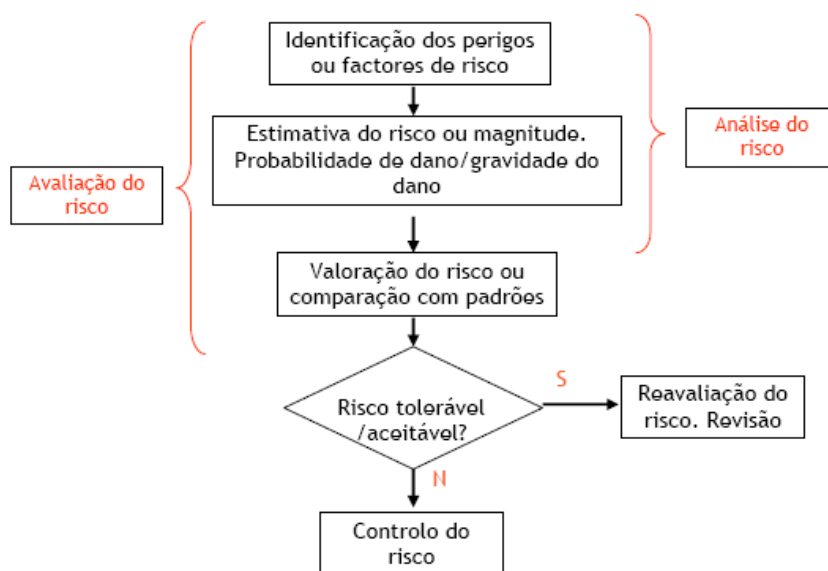 Identificação dos perigos
ou factores de risco
Estimativa do risco ou magnitude.
Probabilidade de dano/gravidade do
dano
Análise do
risco
Avaliação do
risco
Valoração do risco ou
comparação com padrões
Risco tolerável
/aceitável?
S
Reavaliação do
risco. Revisão
N
Controlo do
risco